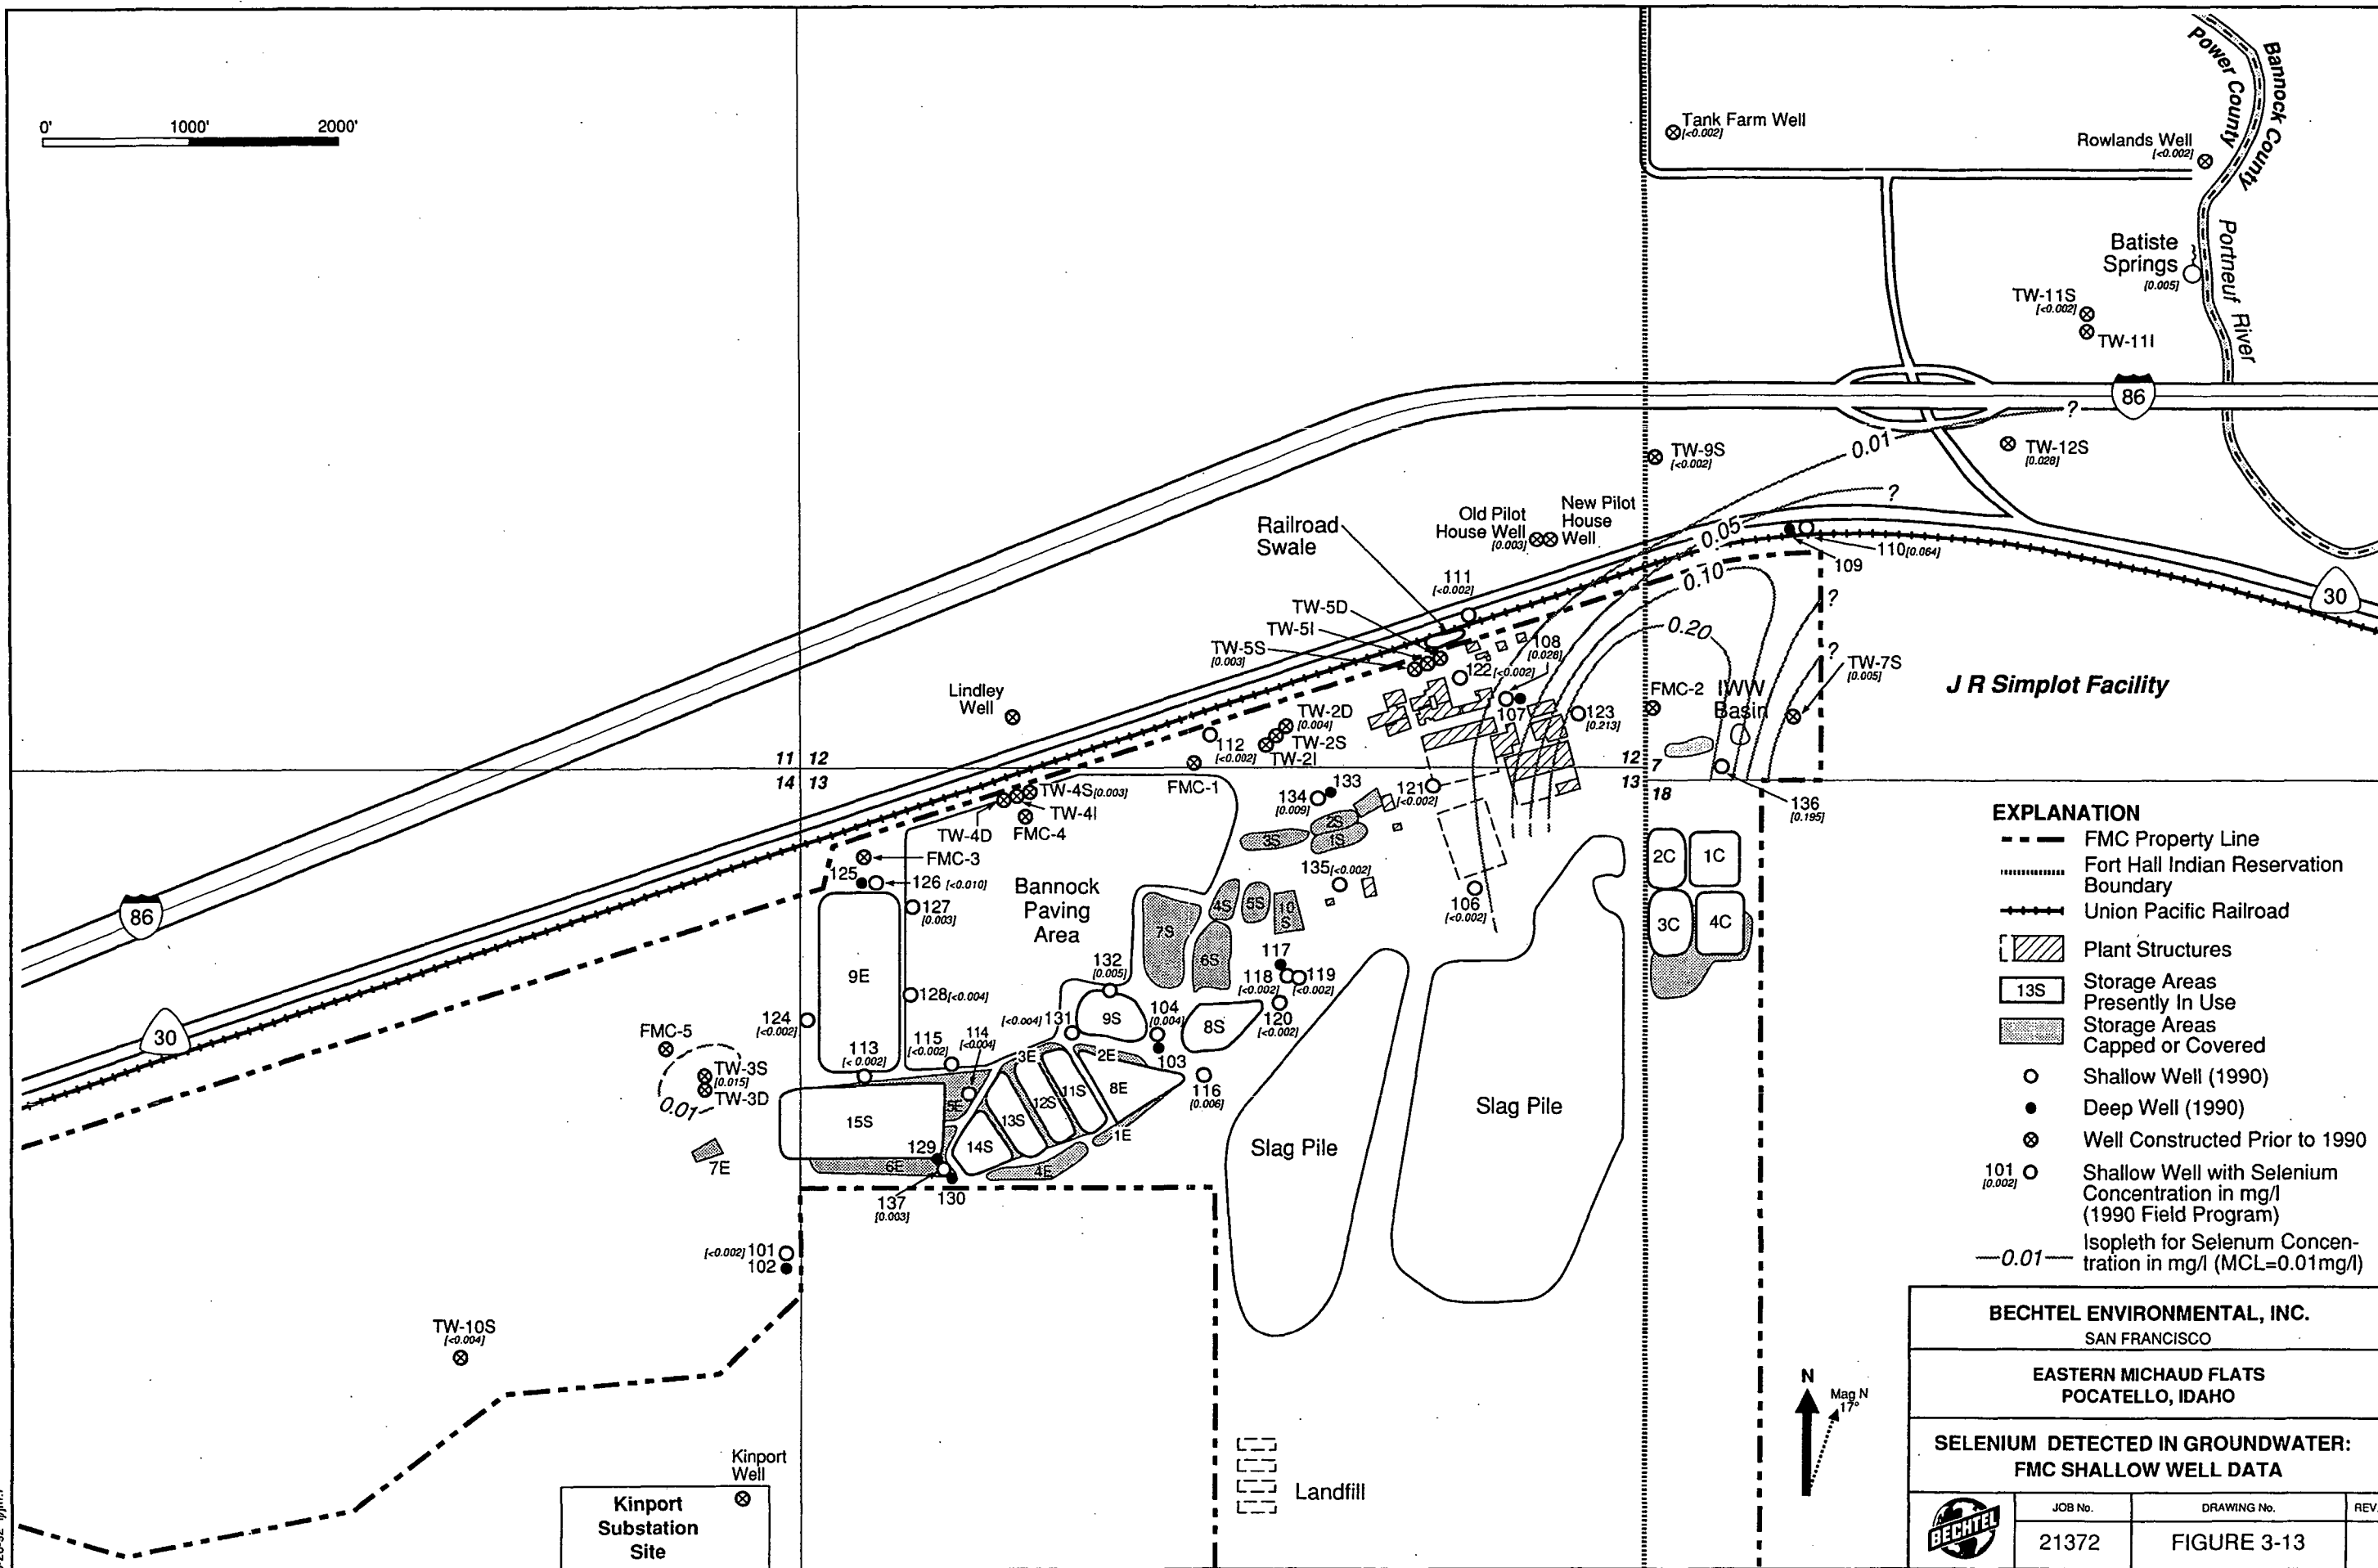 0' 1000' 2000'
Power County
Bannock County
Tank Farm Well
[<0.002]
Rowlands Well
[<0.002]
Portneuf River
Batiste
Springs
[0.005]
TW-11S
[<0.002]
TW-11I
86
?
0.01
TW-9S
[<0.002]
TW-12S
[0.028]
?
0.05
Old Pilot
House Well
[0.003]
New Pilot
House
Well
Railroad
Swale
110 [0.064]
109
0.10
30
111
[<0.002]
TW-5D
TW-5I
TW-5S
[0.003]
108
[0.028]
0.20
?
?
122 [<0.002]
TW-7S
[0.005]
J R Simplot Facility
FMC-2
IWW
Basin
Lindley
Well
TW-2D
[0.004]
TW-2S
TW-2I
107
123
[0.213]
112
[<0.002]
11 12
14 13
12 7
13 18
FMC-1
TW-4S [0.003]
TW-4I
TW-4D
FMC-4
133
134
[0.009]
121
[<0.002]
136
[0.195]
2S
3S
1S
FMC-3
125
126 [<0.010]
127
[0.003]
Bannock
Paving
Area
135 [<0.002]
106
[<0.002]
2C
1C
3C
4C
86
4S
5S
10
S
7S
6S
9E
132
[0.005]
117
118
[<0.002]
119
[<0.002]
128 [<0.004]
124
[<0.002]
[<0.004] 131
9S
104
[0.004]
8S
120
[<0.002]
30
FMC-5
113
[<0.002]
115
[<0.002]
114
[<0.004]
3E
2E
103
TW-3S
[0.015]
TW-3D
0.01
116
[0.006]
5E
15S
13S
12S
11S
8E
14S
1E
Slag Pile
Slag Pile
7E
6E
129
4E
137
[0.003]
130
[<0.002] 101
102
TW-10S
[<0.004]
Kinport
Well
Kinport
Substation
Site
Landfill
N
Mag N
17°
EXPLANATION
FMC Property Line
Fort Hall Indian Reservation
Boundary
Union Pacific Railroad
Plant Structures
13S
Storage Areas
Presently In Use
Storage Areas
Capped or Covered
Shallow Well (1990)
Deep Well (1990)
Well Constructed Prior to 1990
101
[0.002]
Shallow Well with Selenium
Concentration in mg/l
(1990 Field Program)
0.01
Isopleth for Selenum Concen-
tration in mg/l (MCL=0.01mg/l)
BECHTEL ENVIRONMENTAL, INC.
SAN FRANCISCO
EASTERN MICHAUD FLATS
POCATELLO, IDAHO
SELENIUM DETECTED IN GROUNDWATER:
FMC SHALLOW WELL DATA
BECHTEL
JOB No.
21372
DRAWING No.
FIGURE 3-13
REV.